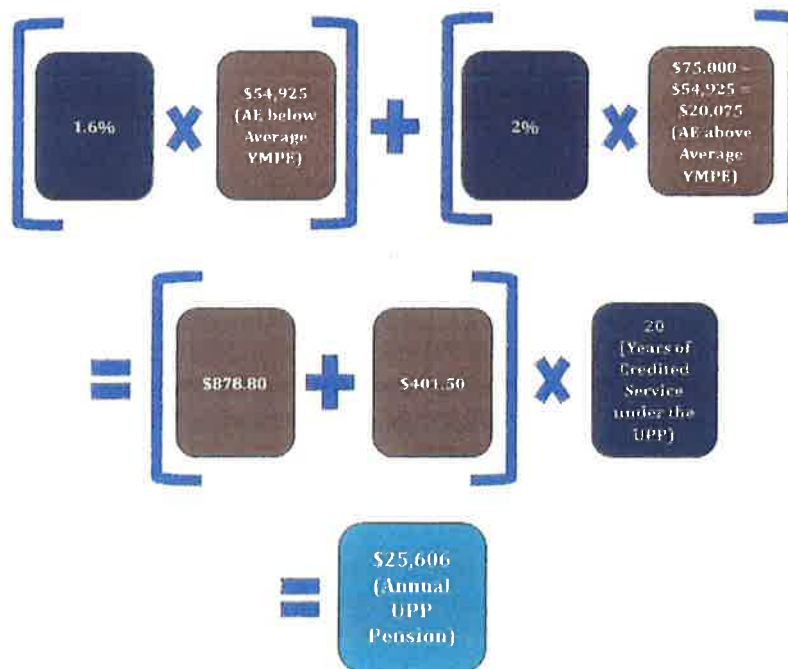 1.6%
$54,925
(AE below
Average
YMPE)
2%
$75,000 –
$54,925 =
$20,075
(AE above
Average
YMPE)
$878.80
$401.50
20
(Years of
Credited
Service
under the
UPP)
$25,606
(Annual
UPP
Pension)